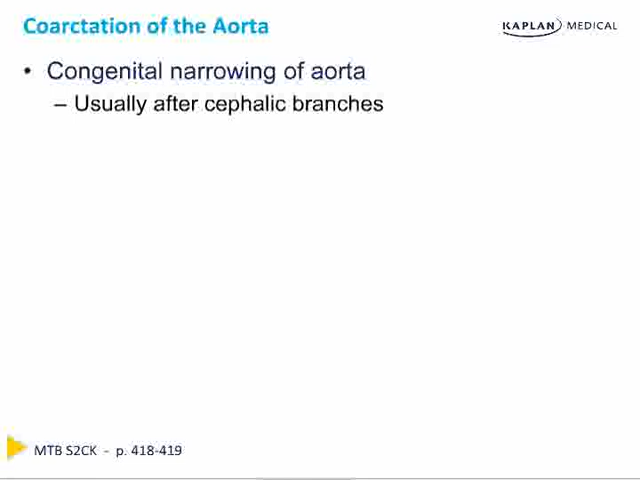 Coarctation of the Aorta
KAPLAN MEDICAL
• Congenital narrowing of aorta
– Usually after cephalic branches
MTB S2CK - p. 418-419